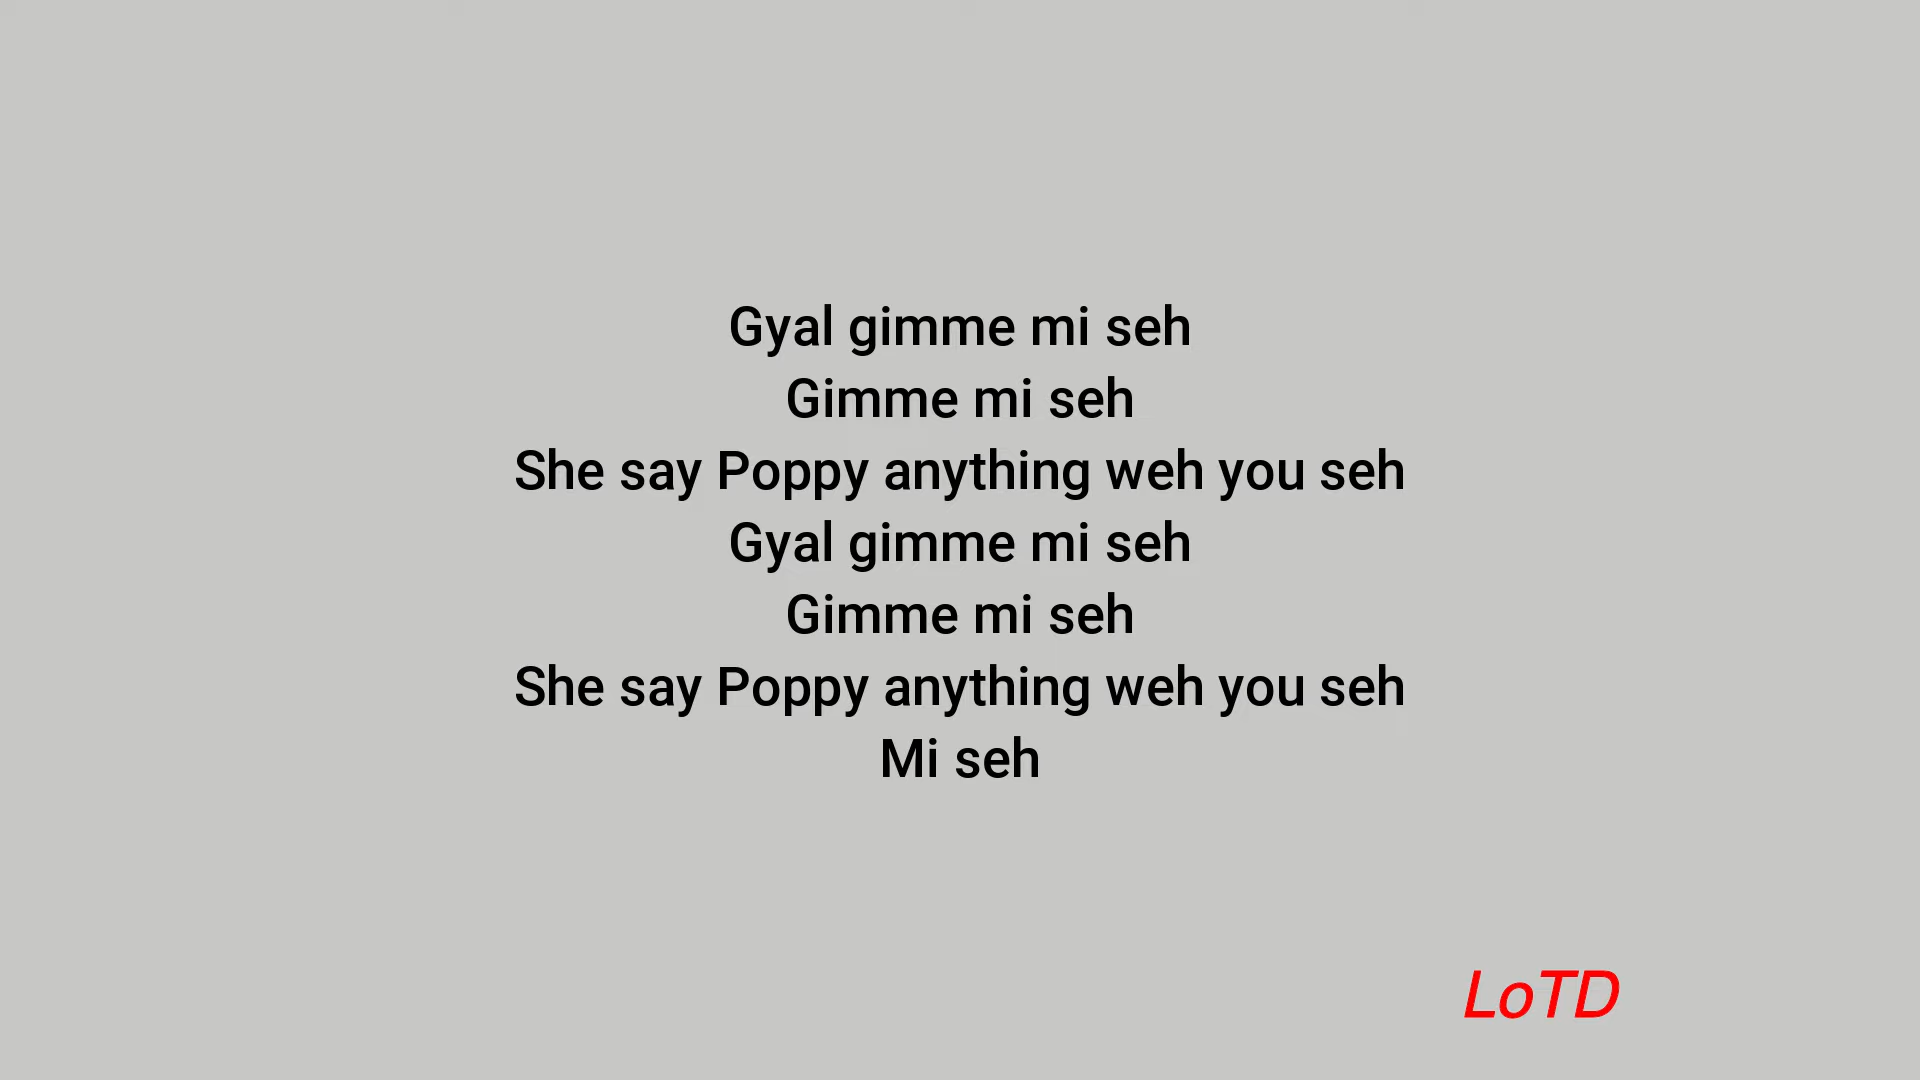 Gyal gimme mi seh
Gimme mi seh
She say Poppy anything weh you seh
Gyal gimme mi seh
Gimme mi seh
She say Poppy anything weh you seh
Mi seh
LoTD